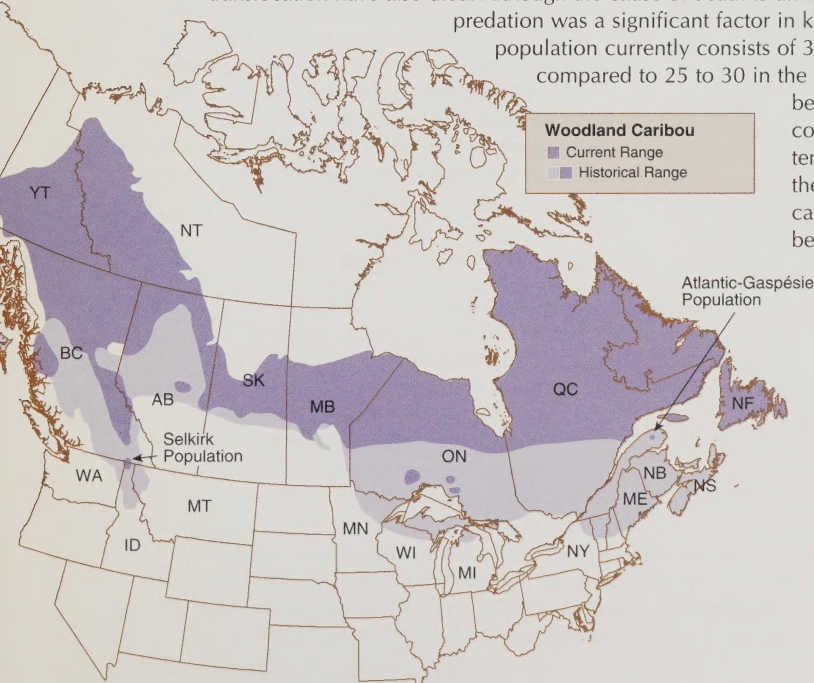 predation was a significant factor in k
population currently consists of 3
compared to 25 to 30 in the
be
co
ter
the
ca
be
Woodland Caribou
Current Range
Historical Range
YT
NT
Atlantic-Gaspésie
Population
BC
AB
SK
MB
QC
NF
ON
Selkirk
Population
WA
NB
NS
ME
MT
MN
ID
WI
NY
MI